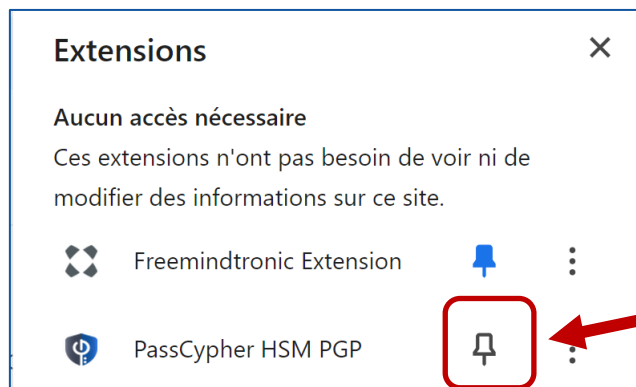 Extensions
Aucun accès nécessaire
Ces extensions n'ont pas besoin de voir ni de
modifier des informations sur ce site.
Freemindtronic Extension
PassCypher HSM PGP